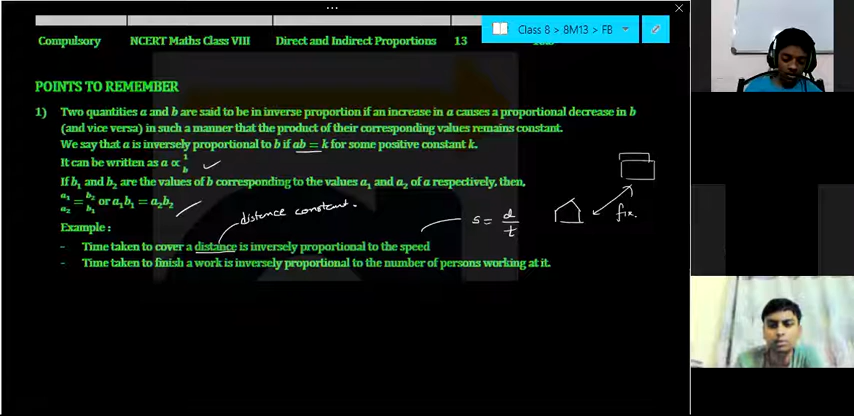 Compulsory NCERT Maths Class VIII Direct and Indirect Proportions 13
Class 8 > 8M13 > FB
POINTS TO REMEMBER
1) Two quantities a and b are said to be in inverse proportion if an increase in a causes a proportional decrease in b
(and vice versa) in such a manner that the product of their corresponding values remains constant.
We say that a is inversely proportional to b if ab = k for some positive constant k.
It can be written as a ∝ 1/b
If b₁ and b₂ are the values of b corresponding to the values a₁ and a₂ of a respectively, then,
a₁/a₂ = b₂/b₁ or a₁b₁ = a₂b₂
distance constant.
s = d/t
fix.
Example :
- Time taken to cover a distance is inversely proportional to the speed
- Time taken to finish a work is inversely proportional to the number of persons working at it.